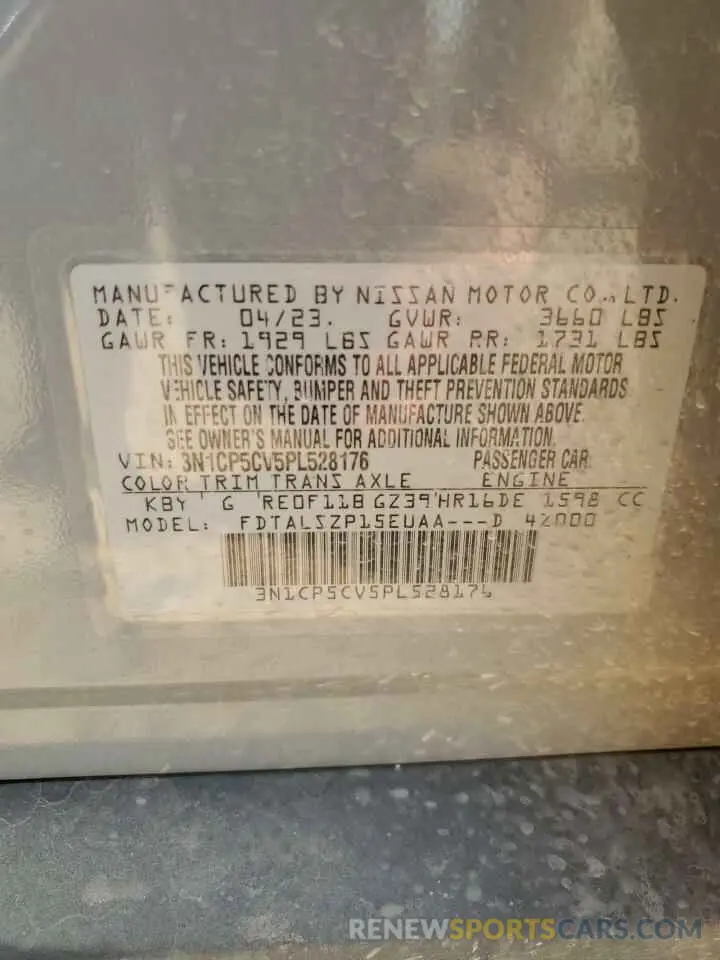 MANUFACTURED BY NISSAN MOTOR CO., LTD.
DATE: 04/23. GVWR: 3660 LBS
GAWR FR: 1929 LBS GAWR RR: 1731 LBS
THIS VEHICLE CONFORMS TO ALL APPLICABLE FEDERAL MOTOR
VEHICLE SAFETY, BUMPER AND THEFT PREVENTION STANDARDS
IN EFFECT ON THE DATE OF MANUFACTURE SHOWN ABOVE.
SEE OWNER'S MANUAL FOR ADDITIONAL INFORMATION.
VIN: 3N1CP5CV5PL528176 PASSENGER CAR
COLOR TRIM TRANS AXLE ENGINE
KBY G RE0F11B GZ39 HR16DE 1598 CC
MODEL: FDTALSZP15EUAA---D 42000
3N1CP5CV5PL528176
RENEWSPORTSCARS.COM